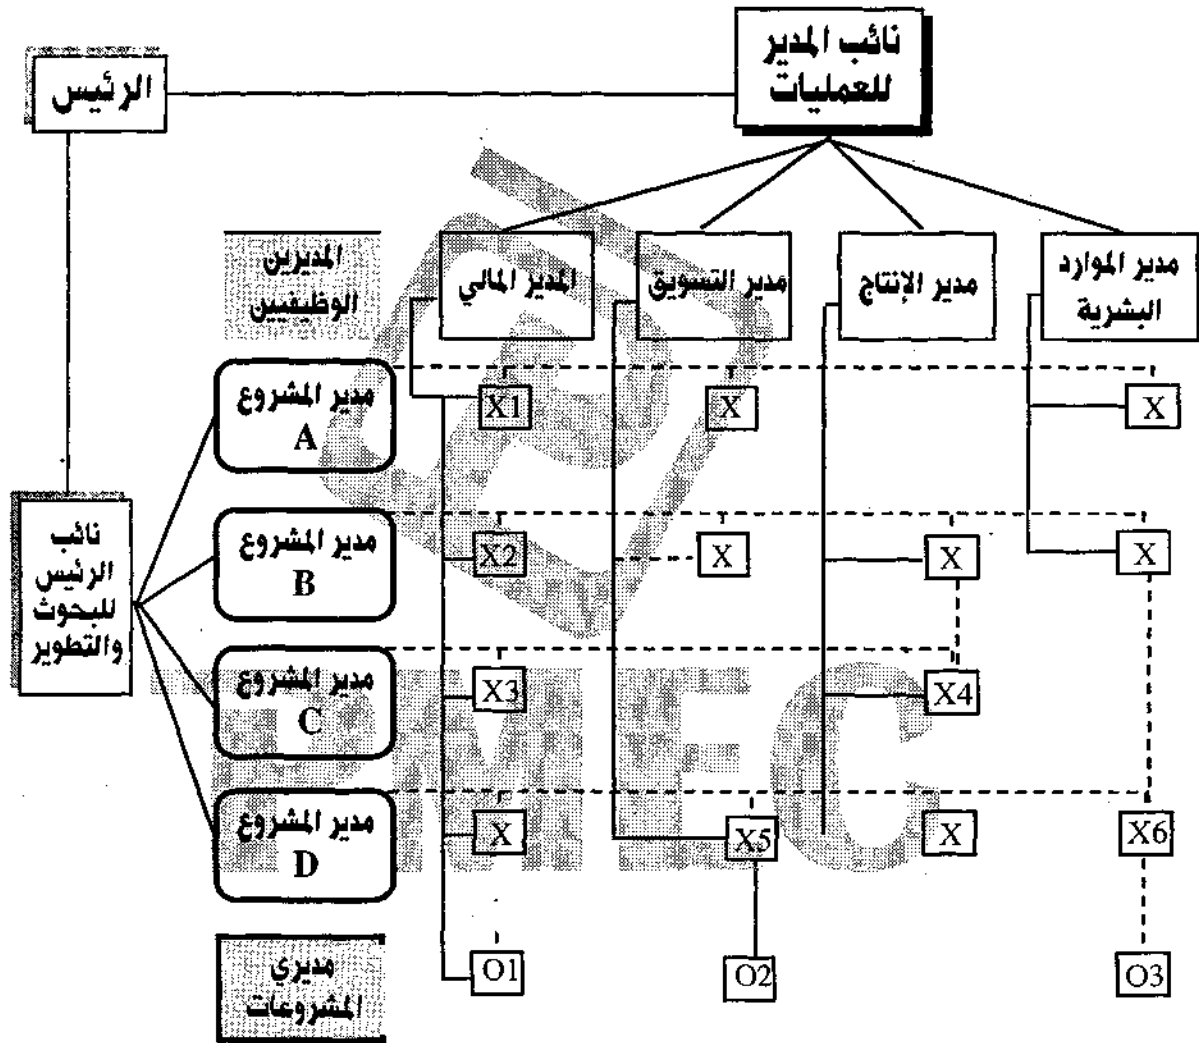 نائب المدير
للعمليات
الرئيس
مدير الموارد
البشرية
مدير الإنتاج
مدير التسويق
المدير المالي
المديرين
الوظيفيين
مدير المشروع
A
X1
X
X
نائب
الرئيس
للبحوث
والتطوير
مدير المشروع
B
X2
X
X
X
مدير المشروع
C
X3
X4
مدير المشروع
D
X
X5
X
X6
مديري
المشروعات
O1
O2
O3